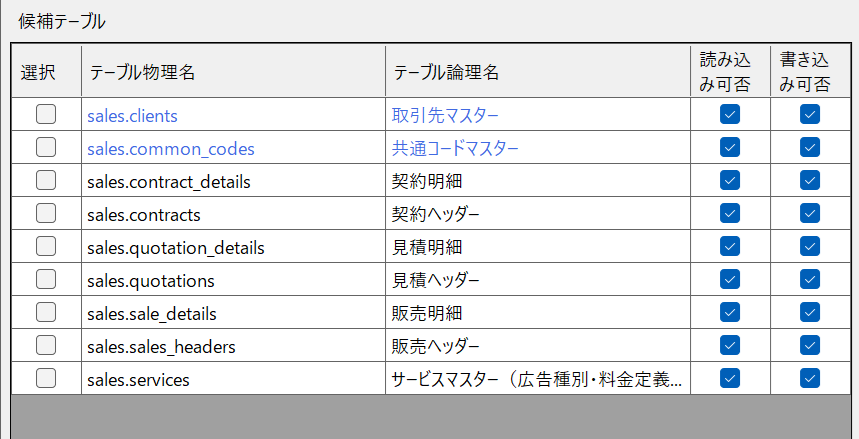 候補テーブル
選択 テーブル物理名 テーブル論理名 読み込み可否 書き込み可否
sales.clients 取引先マスター
sales.common_codes 共通コードマスター
sales.contract_details 契約明細
sales.contracts 契約ヘッダー
sales.quotation_details 見積明細
sales.quotations 見積ヘッダー
sales.sale_details 販売明細
sales.sales_headers 販売ヘッダー
sales.services サービスマスター（広告種別・料金定義...